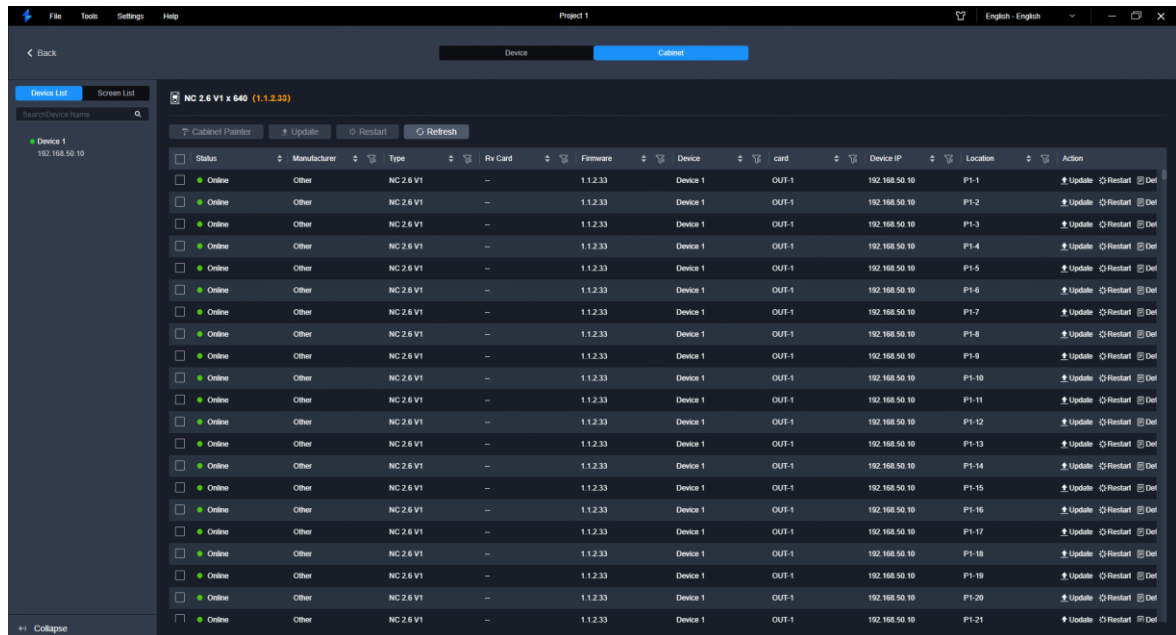 File Tools Settings Help Project 1 English - English
Back Device Cabinet
Device List Screen List
SearchDevice Name
Device 1
192.168.50.10
NC 2.6 V1 x 640 (1.1.2.33)
Cabinet Painter Update Restart Refresh
Status Manufacturer Type Rx Card Firmware Device card Device IP Location Action
Online Other NC 2.6 V1 -- 1.1.2.33 Device 1 OUT-1 192.168.50.10 P1-1 Update Restart Det
Online Other NC 2.6 V1 -- 1.1.2.33 Device 1 OUT-1 192.168.50.10 P1-2 Update Restart Det
Online Other NC 2.6 V1 -- 1.1.2.33 Device 1 OUT-1 192.168.50.10 P1-3 Update Restart Det
Online Other NC 2.6 V1 -- 1.1.2.33 Device 1 OUT-1 192.168.50.10 P1-4 Update Restart Det
Online Other NC 2.6 V1 -- 1.1.2.33 Device 1 OUT-1 192.168.50.10 P1-5 Update Restart Det
Online Other NC 2.6 V1 -- 1.1.2.33 Device 1 OUT-1 192.168.50.10 P1-6 Update Restart Det
Online Other NC 2.6 V1 -- 1.1.2.33 Device 1 OUT-1 192.168.50.10 P1-7 Update Restart Det
Online Other NC 2.6 V1 -- 1.1.2.33 Device 1 OUT-1 192.168.50.10 P1-8 Update Restart Det
Online Other NC 2.6 V1 -- 1.1.2.33 Device 1 OUT-1 192.168.50.10 P1-9 Update Restart Det
Online Other NC 2.6 V1 -- 1.1.2.33 Device 1 OUT-1 192.168.50.10 P1-10 Update Restart Det
Online Other NC 2.6 V1 -- 1.1.2.33 Device 1 OUT-1 192.168.50.10 P1-11 Update Restart Det
Online Other NC 2.6 V1 -- 1.1.2.33 Device 1 OUT-1 192.168.50.10 P1-12 Update Restart Det
Online Other NC 2.6 V1 -- 1.1.2.33 Device 1 OUT-1 192.168.50.10 P1-13 Update Restart Det
Online Other NC 2.6 V1 -- 1.1.2.33 Device 1 OUT-1 192.168.50.10 P1-14 Update Restart Det
Online Other NC 2.6 V1 -- 1.1.2.33 Device 1 OUT-1 192.168.50.10 P1-15 Update Restart Det
Online Other NC 2.6 V1 -- 1.1.2.33 Device 1 OUT-1 192.168.50.10 P1-16 Update Restart Det
Online Other NC 2.6 V1 -- 1.1.2.33 Device 1 OUT-1 192.168.50.10 P1-17 Update Restart Det
Online Other NC 2.6 V1 -- 1.1.2.33 Device 1 OUT-1 192.168.50.10 P1-18 Update Restart Det
Online Other NC 2.6 V1 -- 1.1.2.33 Device 1 OUT-1 192.168.50.10 P1-19 Update Restart Det
Online Other NC 2.6 V1 -- 1.1.2.33 Device 1 OUT-1 192.168.50.10 P1-20 Update Restart Det
Online Other NC 2.6 V1 -- 1.1.2.33 Device 1 OUT-1 192.168.50.10 P1-21 Update Restart Det
Collapse